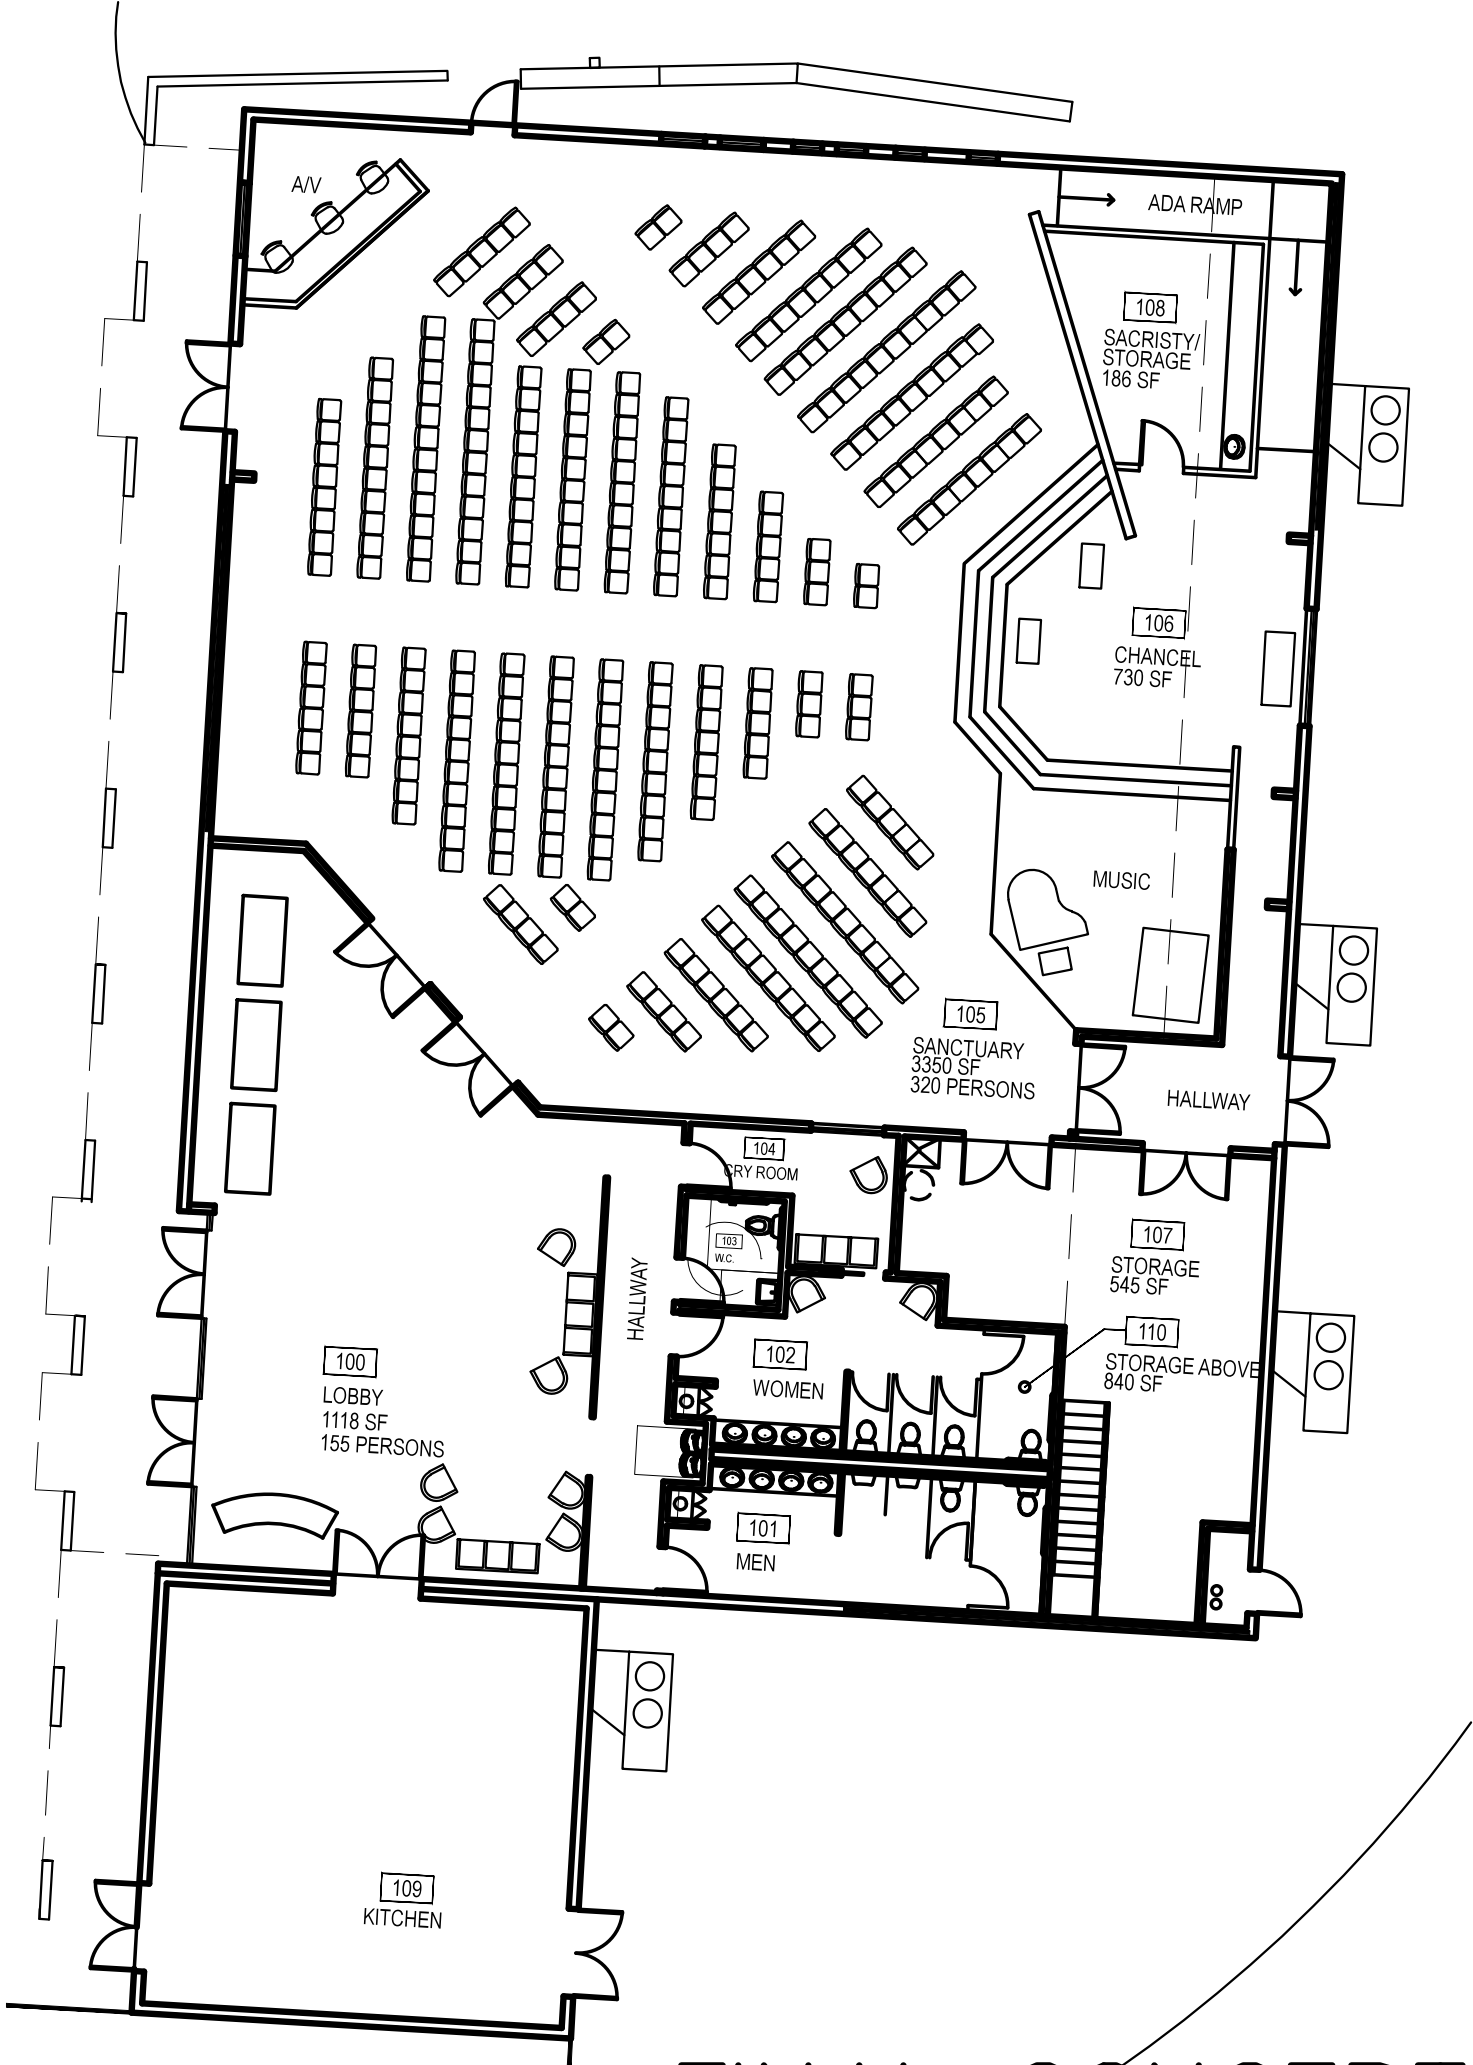 A/V
ADA RAMP
108
SACRISTY/
STORAGE
186 SF
106
CHANCEL
730 SF
MUSIC
105
SANCTUARY
3350 SF
320 PERSONS
HALLWAY
104
CRY ROOM
103
W.C.
107
STORAGE
545 SF
HALLWAY
110
STORAGE ABOVE
840 SF
102
WOMEN
100
LOBBY
1118 SF
155 PERSONS
101
MEN
109
KITCHEN